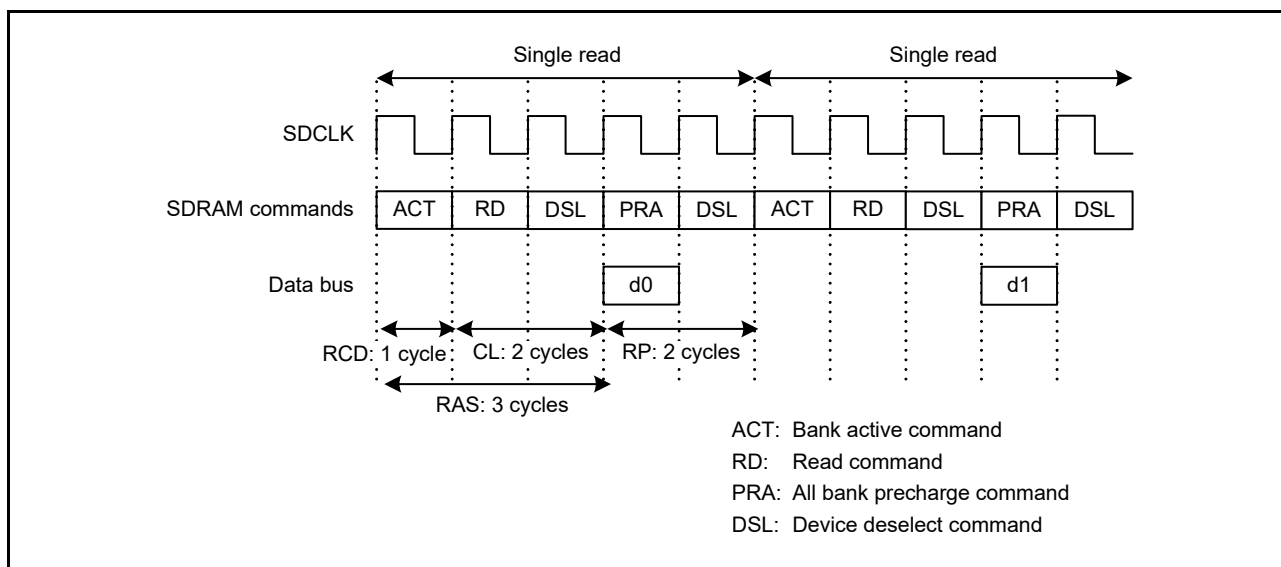 Single read Single read
SDCLK
SDRAM commands ACT RD DSL PRA DSL ACT RD DSL PRA DSL
Data bus d0 d1
RCD: 1 cycle CL: 2 cycles RP: 2 cycles
RAS: 3 cycles
ACT: Bank active command
RD: Read command
PRA: All bank precharge command
DSL: Device deselect command